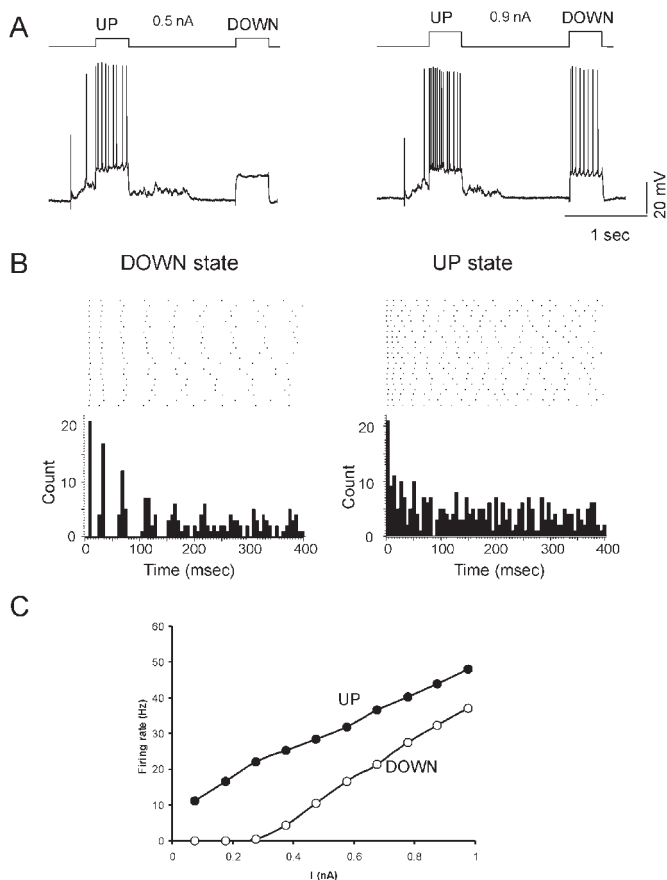 A
UP 0.5 nA DOWN
UP 0.9 nA DOWN
20 mV
1 sec
B
DOWN state
UP state
20
10
0
Count
0 100 200 300 400
Time (msec)
20
10
0
Count
0 100 200 300 400
Time (msec)
C
60
50
40
30
20
10
0
Firing rate (Hz)
UP
DOWN
0 0.2 0.4 0.6 0.8 1
I (nA)